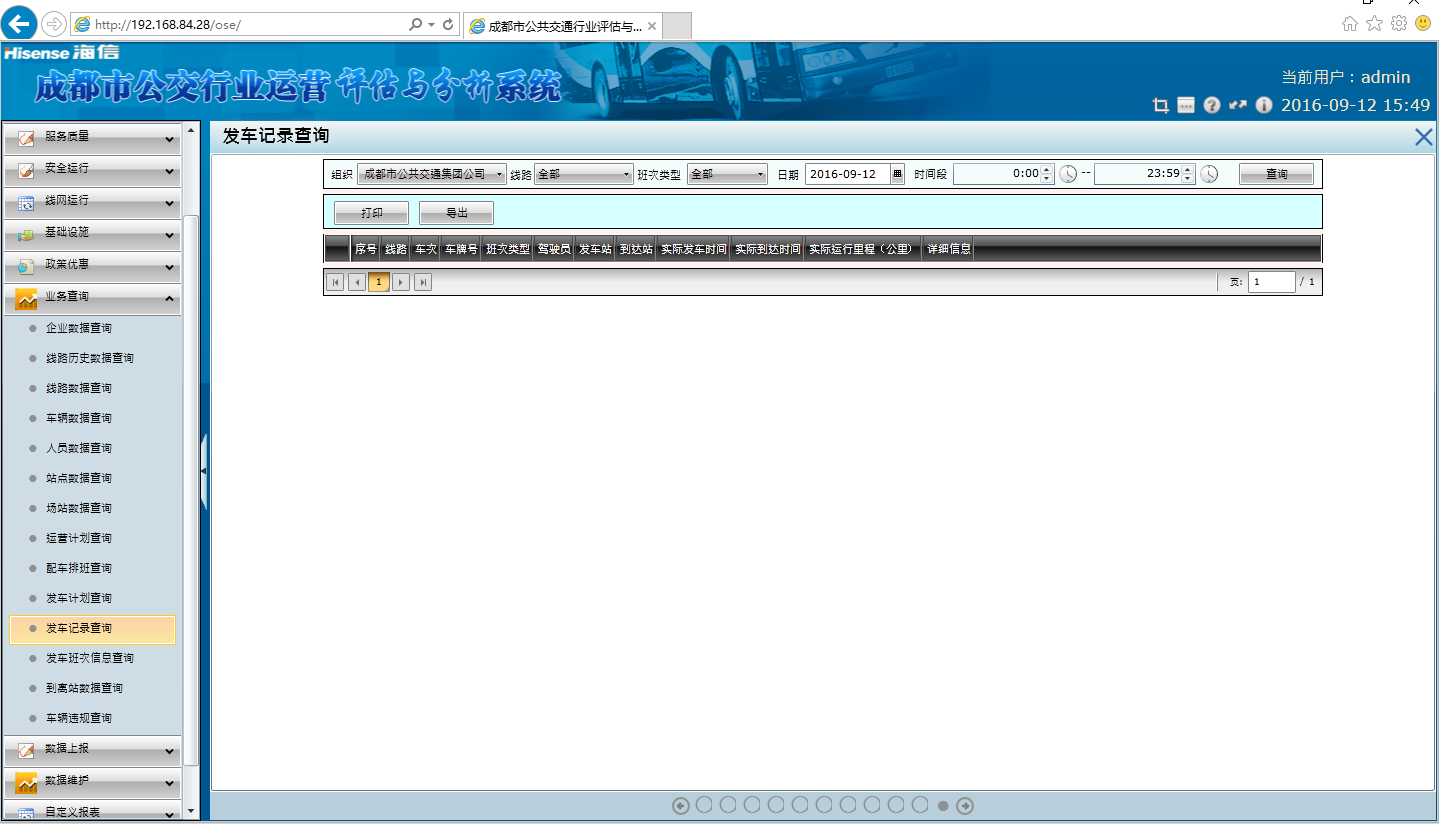 http://192.168.84.28/ose/
成都市公共交通行业评估与...
Hisense 海信
成都市公交行业运营评估与分析系统
当前用户：admin
2016-09-12 15:49
服务质量
安全运行
线网运行
基础设施
政策优惠
业务查询
企业数据查询
线路历史数据查询
线路数据查询
车辆数据查询
人员数据查询
站点数据查询
场站数据查询
运营计划查询
配车排班查询
发车计划查询
发车记录查询
发车班次信息查询
到离站数据查询
车辆违规查询
数据上报
数据维护
自定义报表
发车记录查询
组织 成都市公共交通集团公司 线路 全部 班次类型 全部 日期 2016-09-12 时间段 0:00 -- 23:59 查询
打印 导出
序号 线路 车次 车牌号 班次类型 驾驶员 发车站 到达站 实际发车时间 实际到达时间 实际运行里程（公里） 详细信息
1 页: 1 / 1